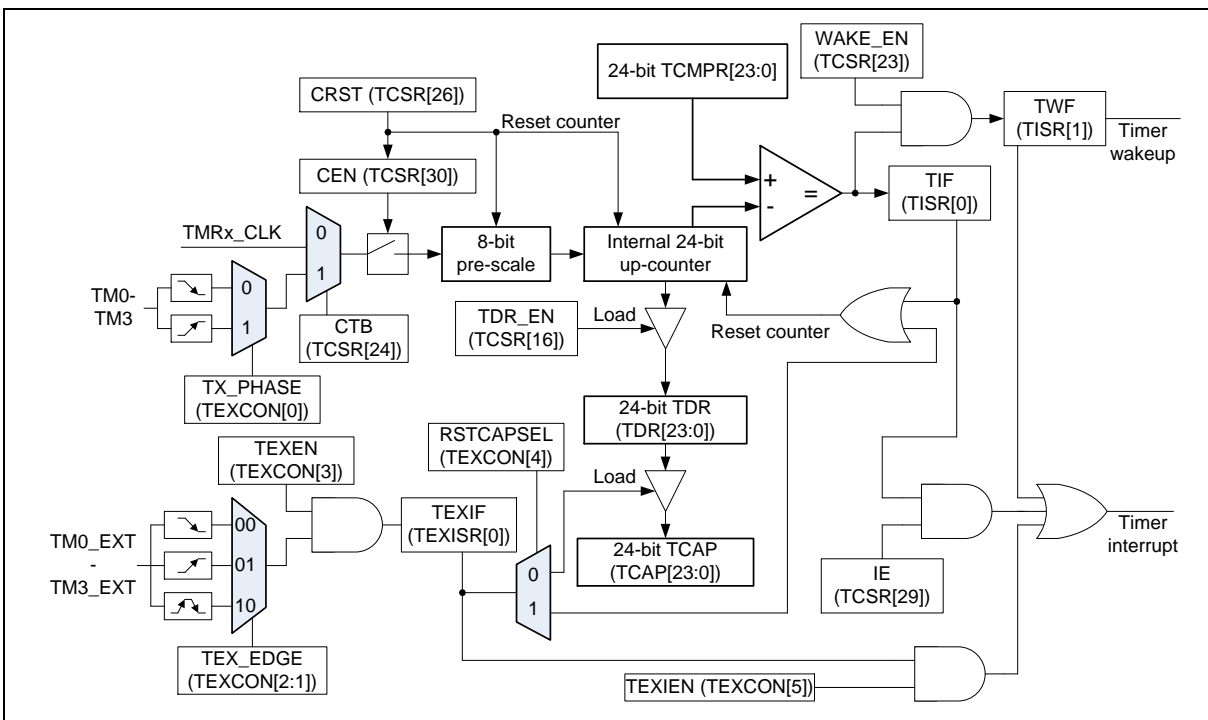 WAKE_EN
(TCSR[23])
24-bit TCMPR[23:0]
CRST (TCSR[26])
Reset counter
TWF
(TISR[1])
Timer
wakeup
CEN (TCSR[30])
+
-
=
TIF
(TISR[0])
TMRx_CLK
0
1
8-bit
pre-scale
Internal 24-bit
up-counter
TM0-
TM3
0
1
CTB
(TCSR[24])
TDR_EN
(TCSR[16])
Load
Reset counter
TX_PHASE
(TEXCON[0])
24-bit TDR
(TDR[23:0])
TEXEN
(TEXCON[3])
RSTCAPSEL
(TEXCON[4])
Load
TM0_EXT
-
TM3_EXT
00
01
10
TEXIF
(TEXISR[0])
0
1
24-bit TCAP
(TCAP[23:0])
Timer
interrupt
IE
(TCSR[29])
TEX_EDGE
(TEXCON[2:1])
TEXIEN (TEXCON[5])